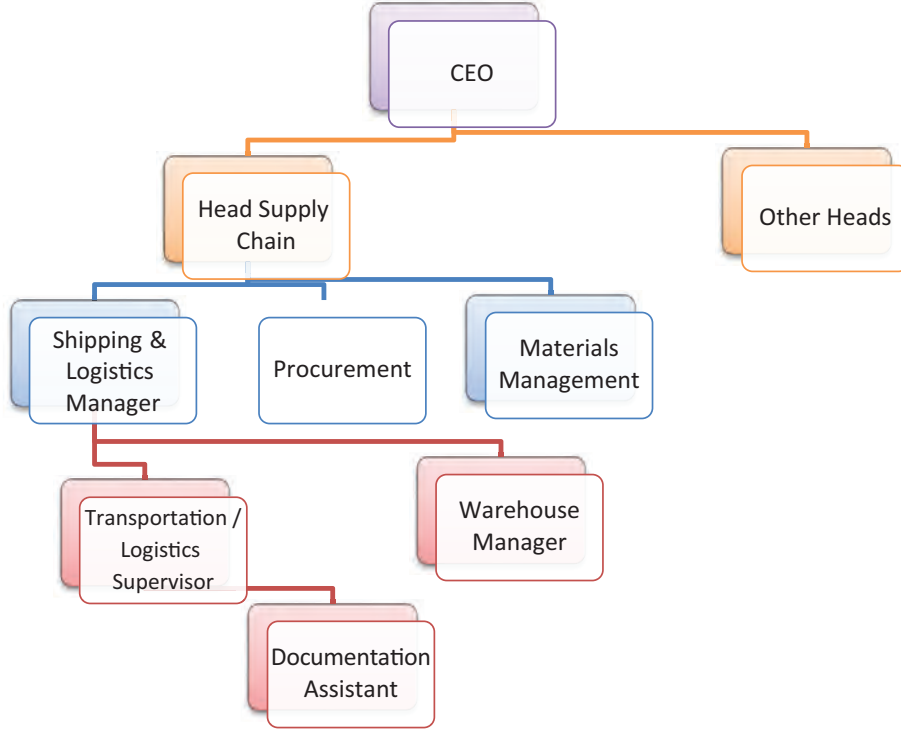 CEO
Head Supply
Chain
Other Heads
Shipping &
Logistics
Manager
Procurement
Materials
Management
Transportation /
Logistics
Supervisor
Warehouse
Manager
Documentation
Assistant